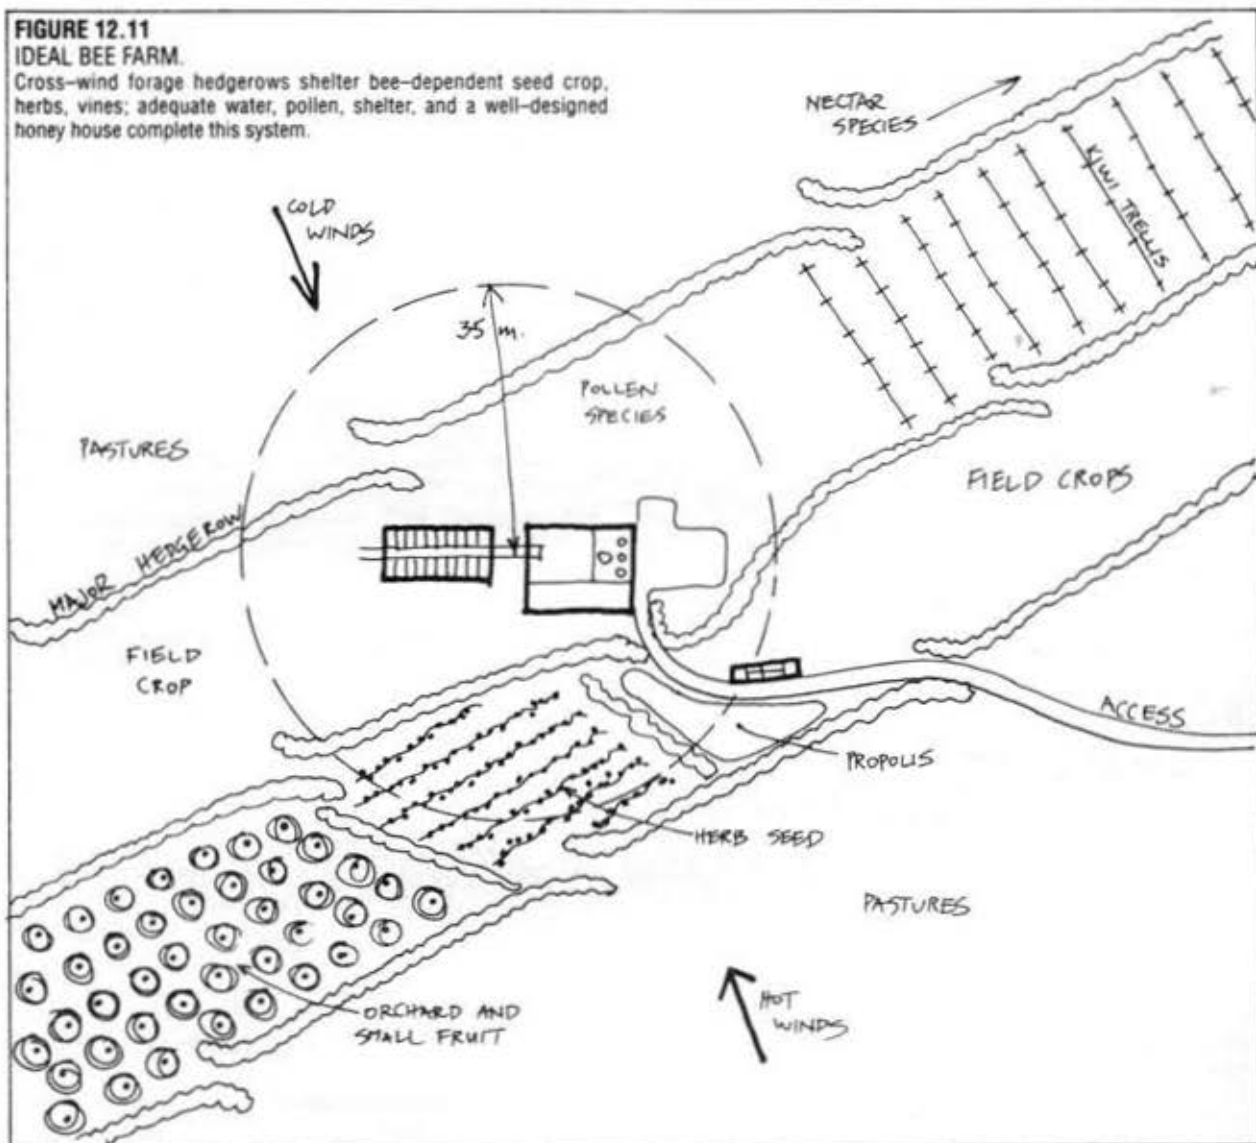 FIGURE 12.11
IDEAL BEE FARM.
Cross–wind forage hedgerows shelter bee–dependent seed crop,
herbs, vines; adequate water, pollen, shelter, and a well–designed
honey house complete this system.
NECTAR
SPECIES
COLD
WINDS
KIWI TRELLIS
35 m.
POLLEN
SPECIES
PASTURES
FIELD CROPS
MAJOR HEDGEROW
FIELD
CROP
ACCESS
PROPOLIS
HERB SEED
PASTURES
ORCHARD AND
SMALL FRUIT
HOT
WINDS